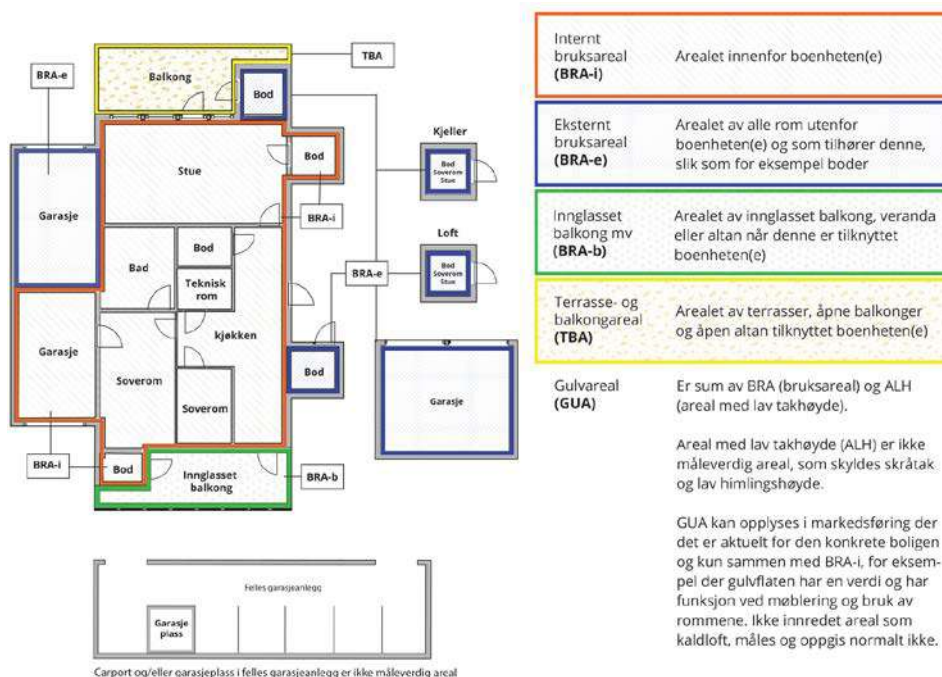 TBA
BRA-e
Balkong
Bod
Kjeller
Bod
Soverom
Stue
Stue
Bod
BRA-i
Garasje
Loft
Bod
Soverom
Stue
Bod
Bad
BRA-e
Teknisk
rom
kjøkken
Garasje
Bod
Soverom
Soverom
Garasje
BRA-i
Bod
Innglasset
balkong
BRA-b
Felles garasjeanlegg
Garasje
plass
Carport og/eller garasjeplass i felles garasjeanlegg er ikke måleverdig areal
Internt
bruksareal
(BRA-i)
Arealet innenfor boenheten(e)
Eksternt
bruksareal
(BRA-e)
Arealet av alle rom utenfor
boenheten(e) og som tilhører denne,
slik som for eksempel boder
Innglasset
balkong mv
(BRA-b)
Arealet av innglasset balkong, veranda
eller altan når denne er tilknyttet
boenheten(e)
Terrasse- og
balkongareal
(TBA)
Arealet av terrasser, åpne balkonger
og åpen altan tilknyttet boenheten(e)
Gulvareal
(GUA)
Er sum av BRA (bruksareal) og ALH
(areal med lav takhøyde).
Areal med lav takhøyde (ALH) er ikke
måleverdig areal, som skyldes skråtak
og lav himlingshøyde.
GUA kan opplyses i markedsføring der
det er aktuelt for den konkrete boligen
og kun sammen med BRA-i, for eksem-
pel der gulvflaten har en verdi og har
funksjon ved møblering og bruk av
rommene. Ikke innredet areal som
kaldloft, måles og oppgis normalt ikke.